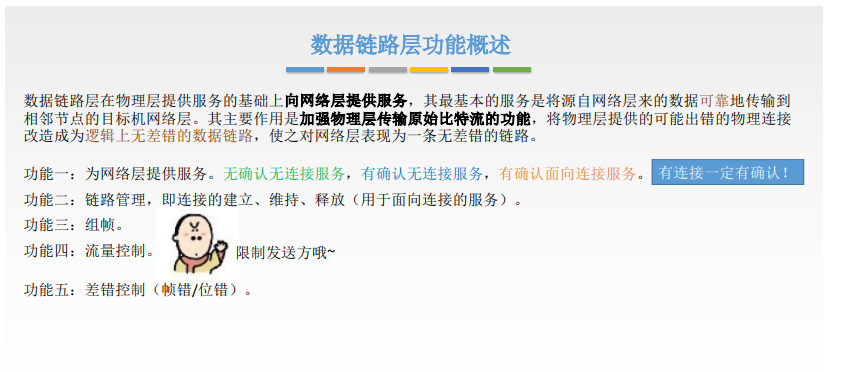 数据链路层功能概述
数据链路层在物理层提供服务的基础上向网络层提供服务，其最基本的服务是将源自网络层来的数据可靠地传输到
相邻节点的目标机网络层。其主要作用是加强物理层传输原始比特流的功能，将物理层提供的可能出错的物理连接
改造成为逻辑上无差错的数据链路，使之对网络层表现为一条无差错的链路。
功能一：为网络层提供服务。无确认无连接服务，有确认无连接服务，有确认面向连接服务。 有连接一定有确认！
功能二：链路管理，即连接的建立、维持、释放（用于面向连接的服务）。
功能三：组帧。
功能四：流量控制。 限制发送方哦~
功能五：差错控制（帧错/位错）。